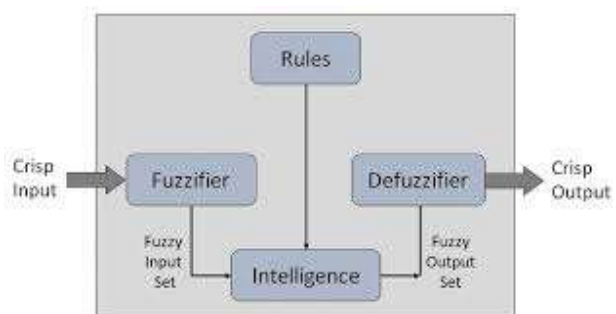 Rules
Crisp
Input
Fuzzifier
Defuzzifier
Crisp
Output
Fuzzy
Input
Set
Intelligence
Fuzzy
Output
Set